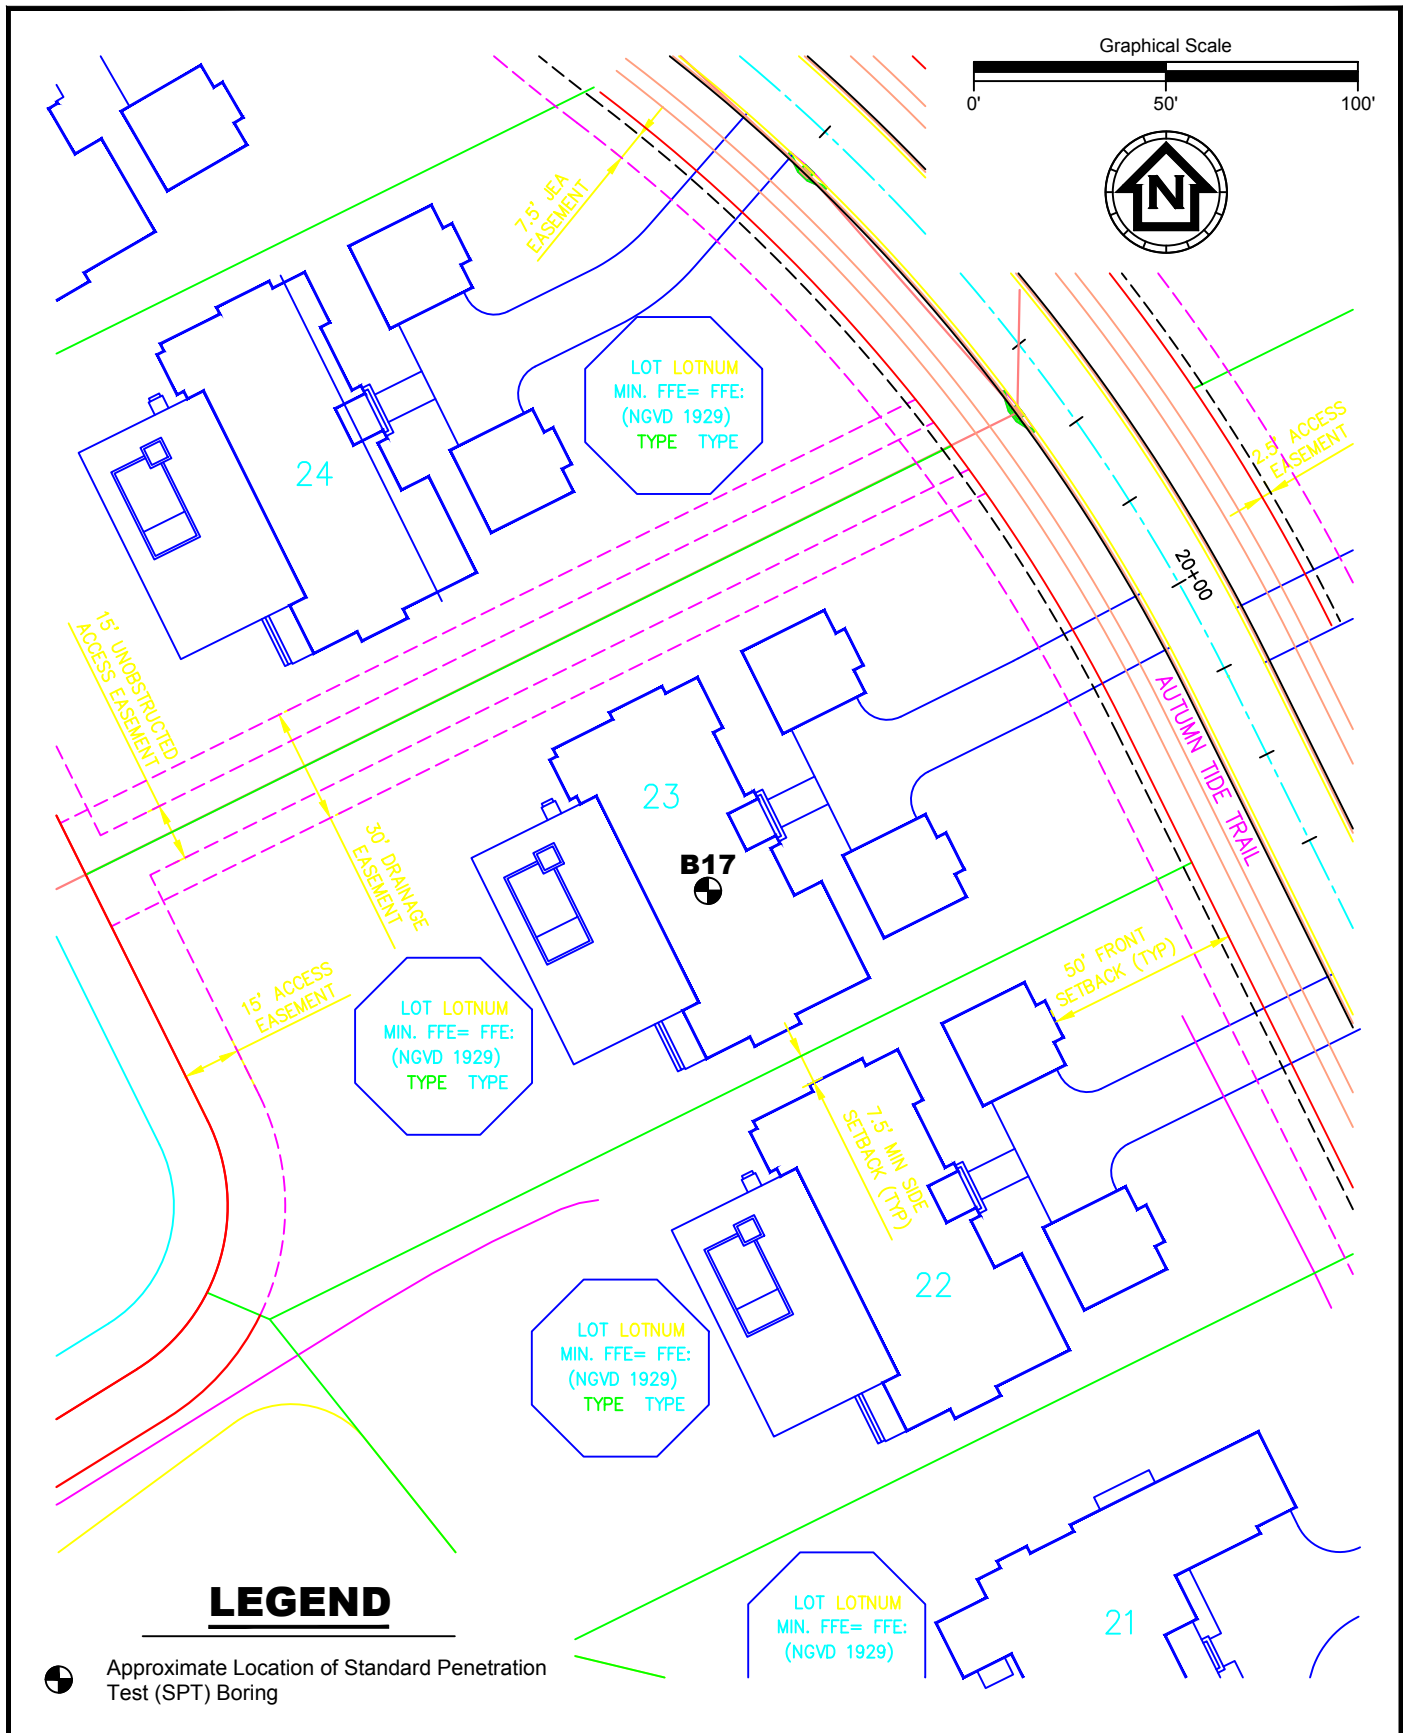 Graphical Scale
0' 50' 100'
N
7.5' JEA
EASEMENT
LOT LOTNUM
MIN. FFE= FFE:
(NGVD 1929)
TYPE TYPE
2.5' ACCESS
EASEMENT
24
20+00
15' UNOBSTRUCTED
ACCESS EASEMENT
AUTUMN TIDE TRAIL
23
30' DRAINAGE
EASEMENT
B17
15' ACCESS
EASEMENT
50' FRONT
SETBACK (TYP)
LOT LOTNUM
MIN. FFE= FFE:
(NGVD 1929)
TYPE TYPE
7.5' MIN SIDE
SETBACK (TYP)
22
LOT LOTNUM
MIN. FFE= FFE:
(NGVD 1929)
TYPE TYPE
LOT LOTNUM
MIN. FFE= FFE:
(NGVD 1929)
21
LEGEND
Approximate Location of Standard Penetration
Test (SPT) Boring